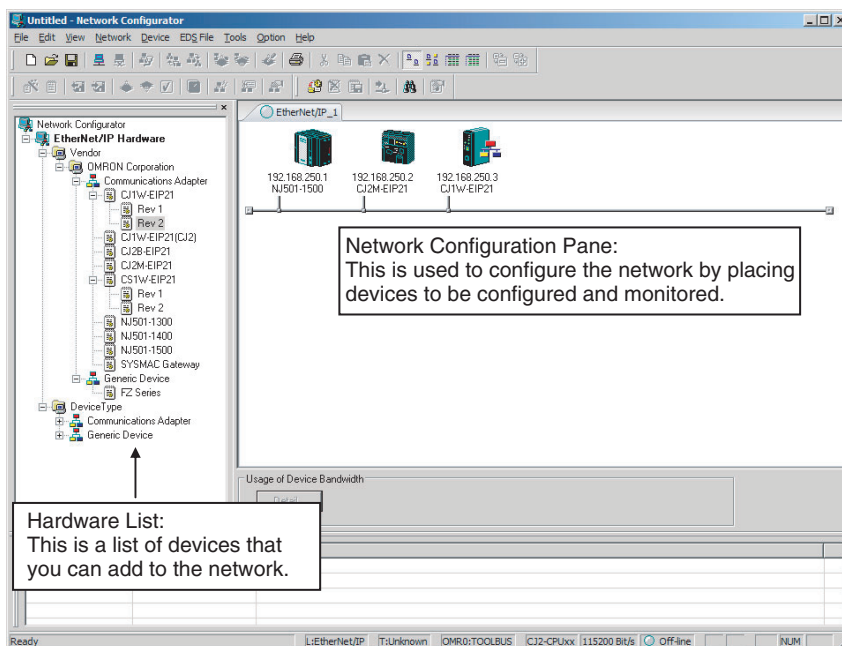 Untitled - Network Configurator
File Edit View Network Device EDS File Tools Option Help
Network Configurator
EtherNet/IP Hardware
Vendor
OMRON Corporation
Communications Adapter
CJ1W-EIP21
Rev 1
Rev 2
CJ1W-EIP21(CJ2)
CJ2B-EIP21
CJ2M-EIP21
CS1W-EIP21
Rev 1
Rev 2
NJ501-1300
NJ501-1400
NJ501-1500
SYSMAC Gateway
Generic Device
FZ Series
DeviceType
Communications Adapter
Generic Device
Hardware List:
This is a list of devices that
you can add to the network.
EtherNet/IP_1
192.168.250.1 192.168.250.2 192.168.250.3
NJ501-1500 CJ2M-EIP21 CJ1W-EIP21
Network Configuration Pane:
This is used to configure the network by placing
devices to be configured and monitored.
Usage of Device Bandwidth
Detail...
Ready L:EtherNet/IP T:Unknown OMR0:TOOLBUS CJ2-CPUxx 115200 Bit/s Off-line NUM